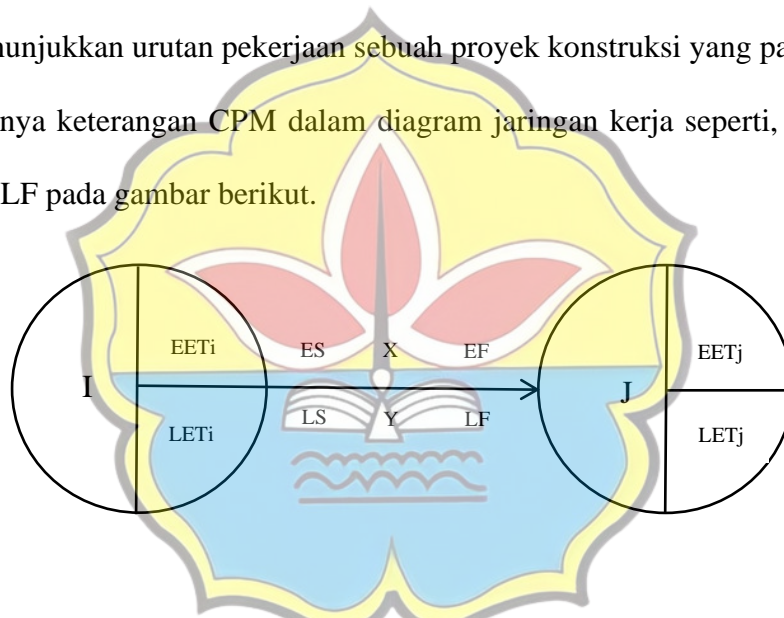 nunjukkan urutan pekerjaan sebuah proyek konstruksi yang pa
nya keterangan CPM dalam diagram jaringan kerja seperti,
LF pada gambar berikut.
EETi ES X EF EETj
I J
LETi LS Y LF LETj